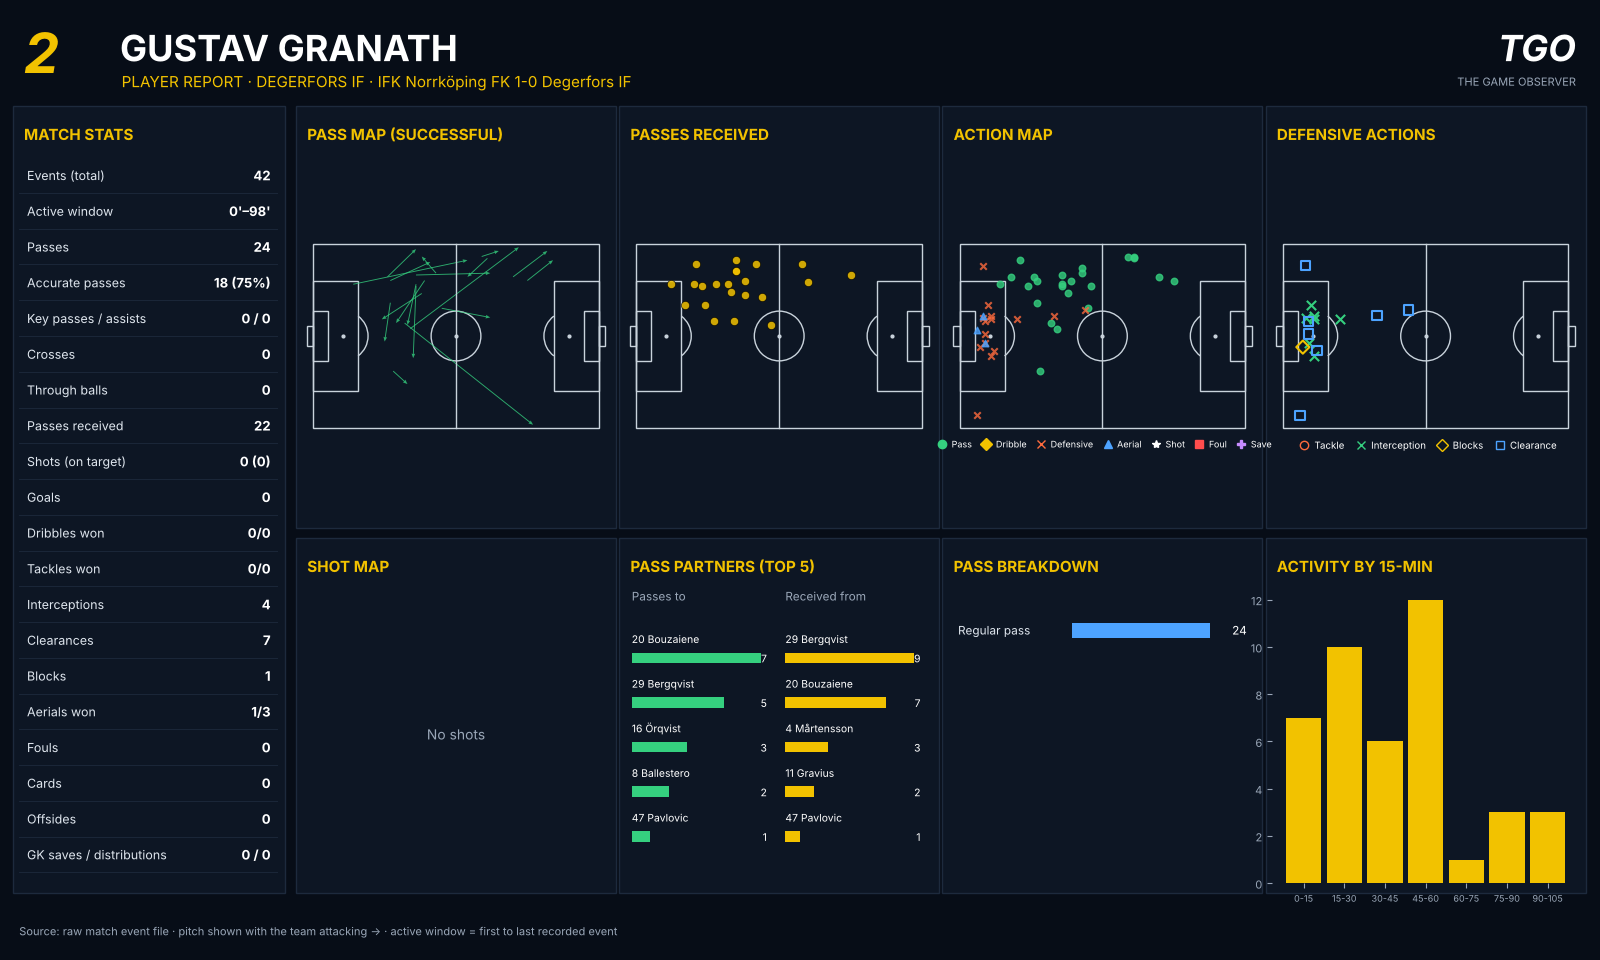 2
GUSTAV GRANATH
PLAYER REPORT · DEGERFORS IF · IFK Norrköping FK 1-0 Degerfors IF
TGO
THE GAME OBSERVER
MATCH STATS
Events (total) 42
Active window 0'–98'
Passes 24
Accurate passes 18 (75%)
Key passes / assists 0 / 0
Crosses 0
Through balls 0
Passes received 22
Shots (on target) 0 (0)
Goals 0
Dribbles won 0/0
Tackles won 0/0
Interceptions 4
Clearances 7
Blocks 1
Aerials won 1/3
Fouls 0
Cards 0
Offsides 0
GK saves / distributions 0 / 0
PASS MAP (SUCCESSFUL)
PASSES RECEIVED
ACTION MAP
Pass Dribble Defensive Aerial Shot Foul Save
DEFENSIVE ACTIONS
Tackle Interception Blocks Clearance
SHOT MAP
No shots
PASS PARTNERS (TOP 5)
Passes to Received from
20 Bouzaiene 29 Bergqvist
7 9
29 Bergqvist 20 Bouzaiene
5 7
16 Örqvist 4 Mårtensson
3 3
8 Ballestero 11 Gravius
2 2
47 Pavlovic 47 Pavlovic
1 1
PASS BREAKDOWN
Regular pass 24
ACTIVITY BY 15-MIN
12
10
8
6
4
2
0
0-15 15-30 30-45 45-60 60-75 75-90 90-105
Source: raw match event file · pitch shown with the team attacking → · active window = first to last recorded event